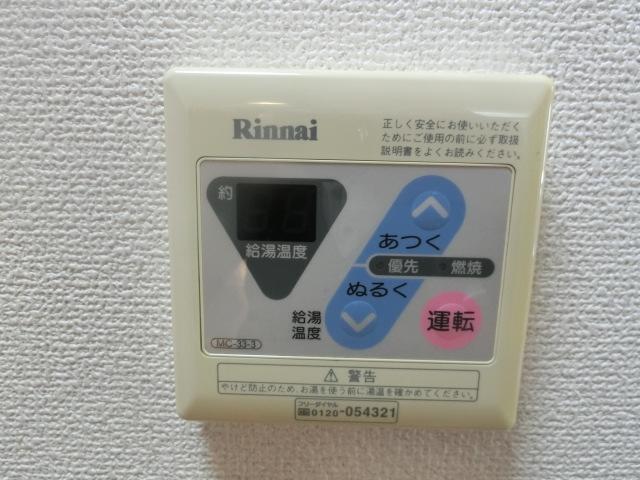 Rinnai
正しく安全にお使いいただく
ためにご使用の前に必ず取扱
説明書をよくお読みください。
約
給湯温度
あつく
優先 燃焼
ぬるく
給湯
温度
運転
MC-33-3
⚠ 警告
やけど防止のため、お湯を使う前に湯温を確かめてください。
フリーダイヤル
0120-054321